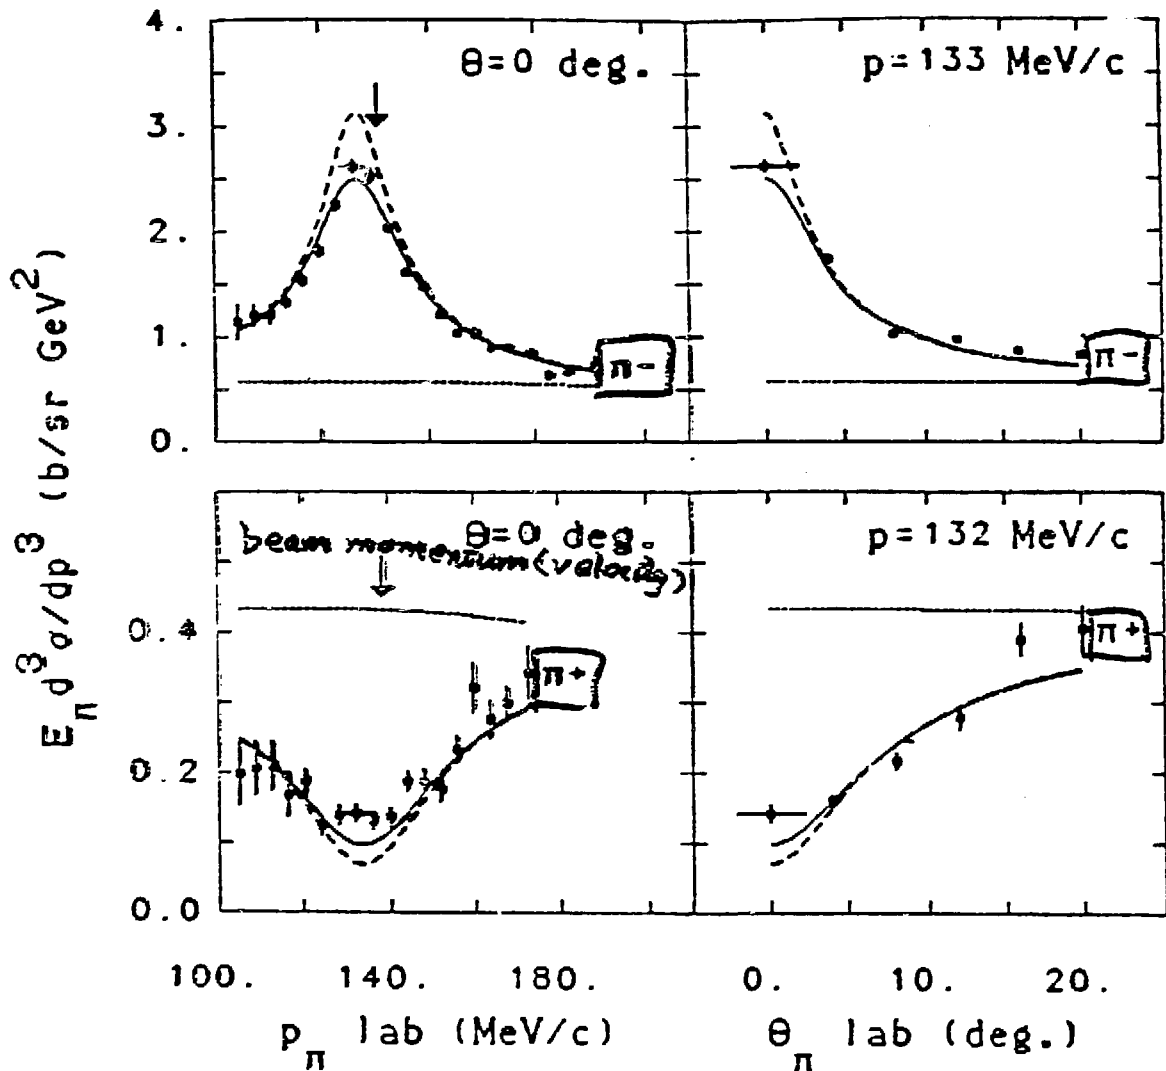 4.
3.
2.
1.
0.
θ=0 deg.
π-
p=133 MeV/c
π-
E_π d³σ/dp³ (b/sr GeV²)
θ=0 deg.
beam momentum (velocity)
π+
p=132 MeV/c
π+
0.4
0.2
0.0
100. 140. 180.
0. 10. 20.
p_π lab (MeV/c)
θ_π lab (deg.)